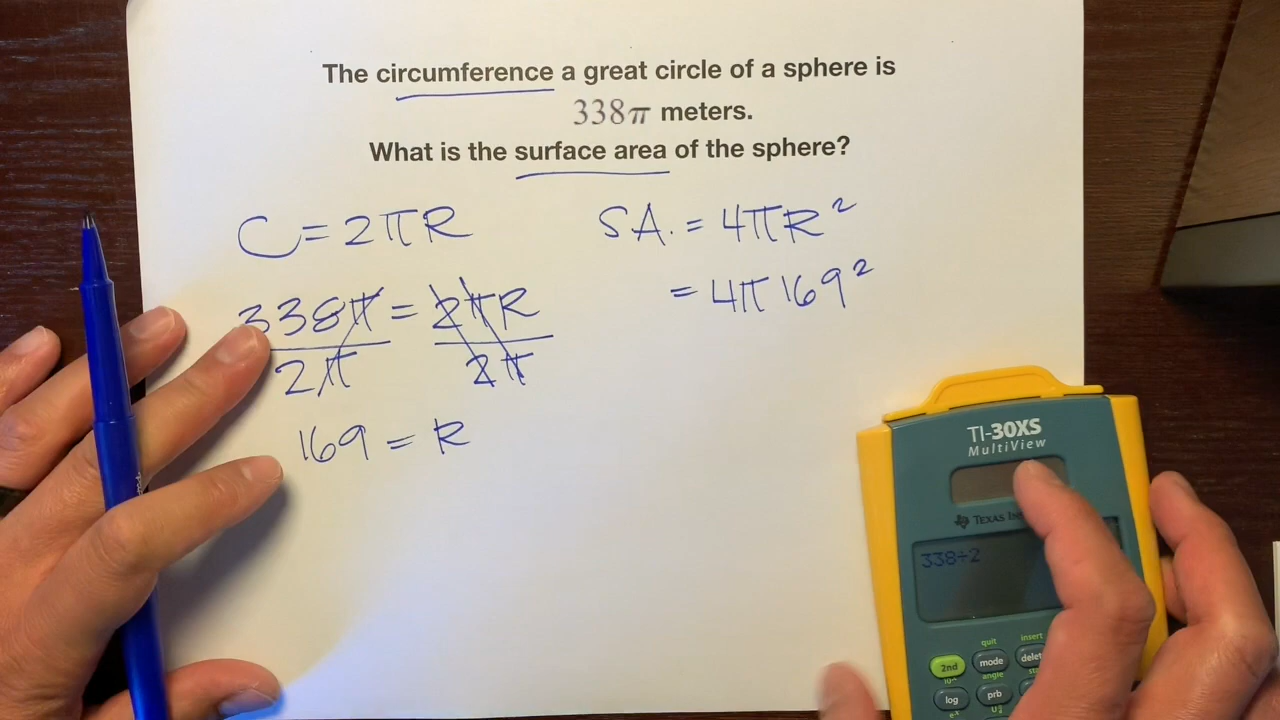 The circumference a great circle of a sphere is
338π meters.
What is the surface area of the sphere?
C = 2πR
338π = 2πR
2π 2π
169 = R
S.A. = 4πR²
= 4π 169²
TI-30XS
MultiView
TEXAS
338÷2
quit insert
2nd mode delete
angle
log prb